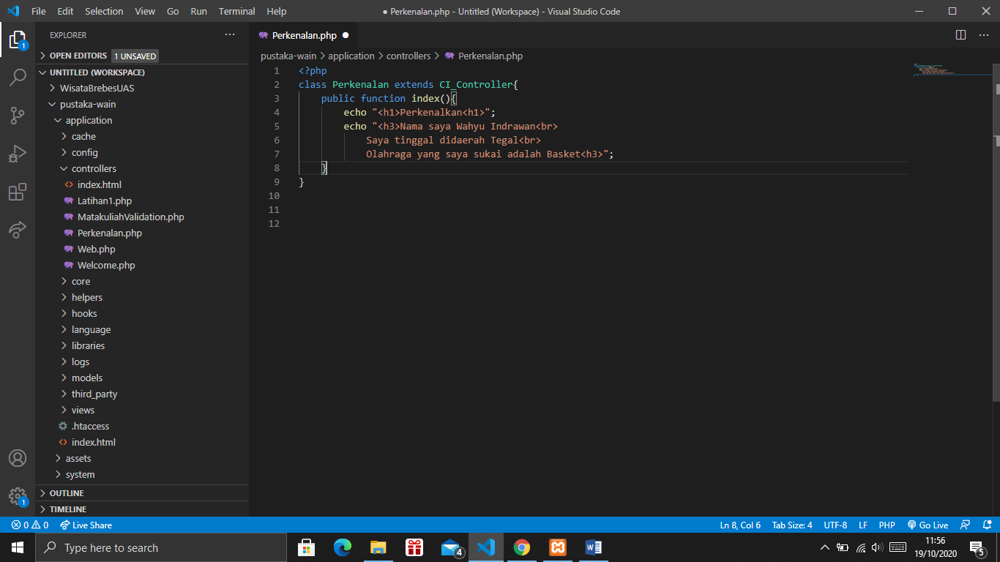 File Edit Selection View Go Run Terminal Help
● Perkenalan.php - Untitled (Workspace) - Visual Studio Code
EXPLORER
OPEN EDITORS 1 UNSAVED
UNTITLED (WORKSPACE)
WisataBrebesUAS
pustaka-wain
application
cache
config
controllers
index.html
Latihan1.php
MatakuliahValidation.php
Perkenalan.php
Web.php
Welcome.php
core
helpers
hooks
language
libraries
logs
models
third_party
views
.htaccess
index.html
assets
system
OUTLINE
TIMELINE
1
1
Perkenalan.php ●
pustaka-wain > application > controllers > Perkenalan.php
1 <?php
2 class Perkenalan extends CI_Controller{
3 public function index(){
4 echo "<h1>Perkenalkan<h1>";
5 echo "<h3>Nama saya Wahyu Indrawan<br>
6 Saya tinggal didaerah Tegal<br>
7 Olahraga yang saya sukai adalah Basket<h3>";
8 }
9 }
10
11
12
0 0 Live Share
Ln 8, Col 6 Tab Size: 4 UTF-8 LF PHP Go Live
Type here to search
4
11:56
19/10/2020
5